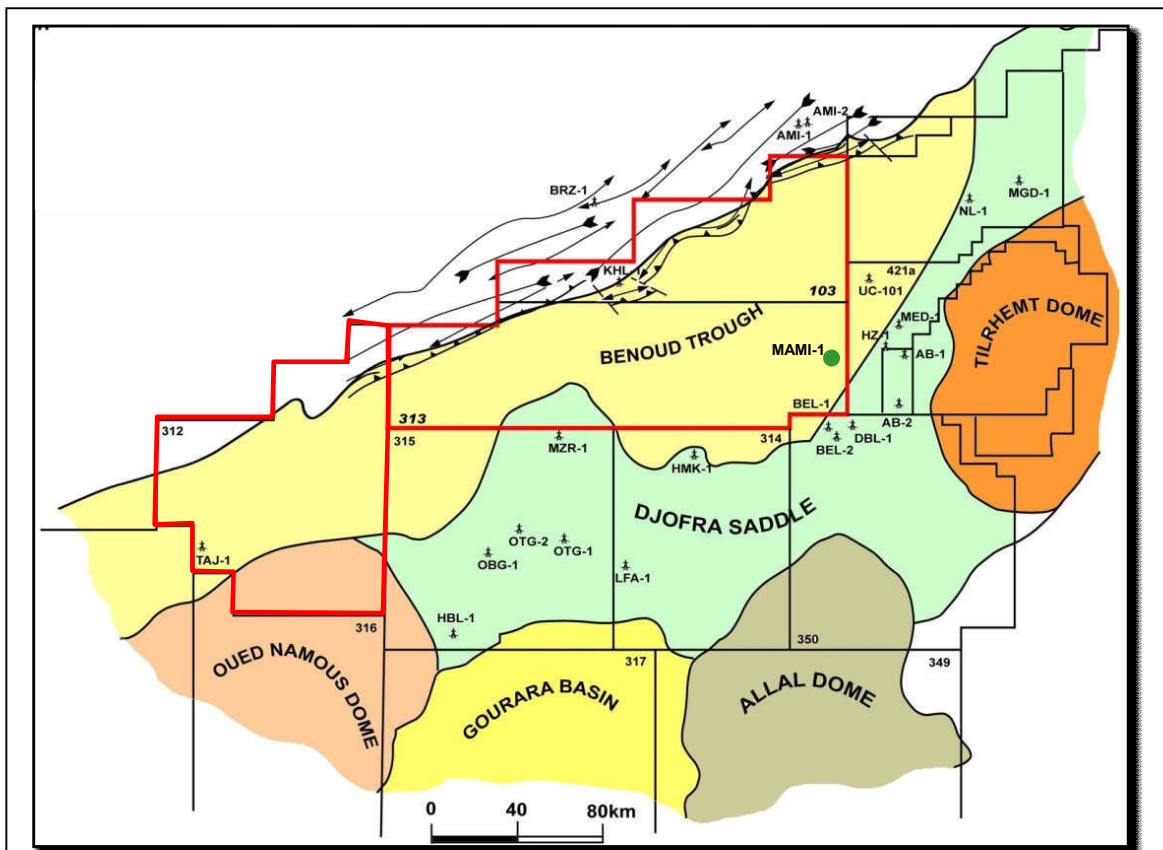 AMI-2
AMI-1
BRZ-1
MGD-1
NL-1
KHL-1
421a
UC-101
103
MED-1
HZ-1
AB-1
TILRHEMT DOME
BENOUD TROUGH
MAMI-1
BEL-1
AB-2
313
312
315
314
DBL-1
BEL-2
MZR-1
HMK-1
DJOFRA SADDLE
OTG-2
OTG-1
OBG-1
TAJ-1
LFA-1
HBL-1
316
350
317
349
OUED NAMOUS DOME
GOURARA BASIN
ALLAL DOME
0 40 80km